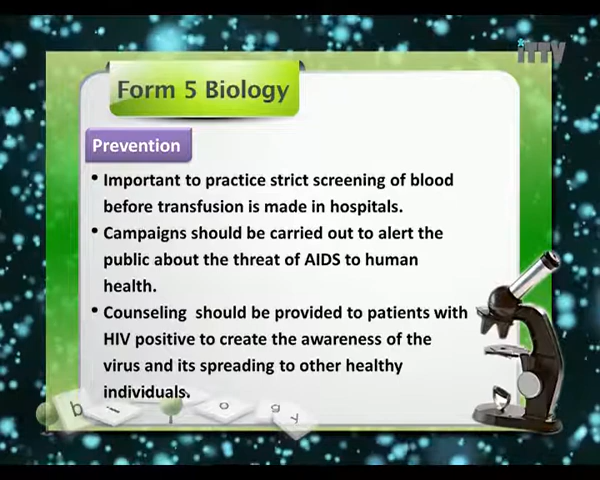 iTTV
Form 5 Biology
Prevention
• Important to practice strict screening of blood
before transfusion is made in hospitals.
• Campaigns should be carried out to alert the
public about the threat of AIDS to human
health.
• Counseling should be provided to patients with
HIV positive to create the awareness of the
virus and its spreading to other healthy
individuals.
b o g y